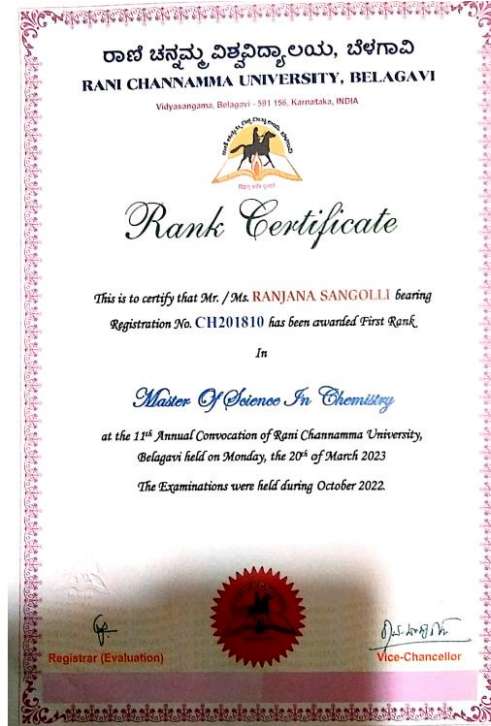 ರಾಣಿ ಚನ್ನಮ್ಮ ವಿಶ್ವವಿದ್ಯಾಲಯ, ಬೆಳಗಾವಿ
RANI CHANNAMMA UNIVERSITY, BELAGAVI
Vidyasangama, Belagavi - 591 156, Karnataka, INDIA
Rank Certificate
This is to certify that Mr. / Ms. RANJANA SANGOLLI bearing
Registration No. CH201810 has been awarded First Rank
In
Master Of Science In Chemistry
at the 11th Annual Convocation of Rani Channamma University,
Belagavi held on Monday, the 20th of March 2023
The Examinations were held during October 2022.
Registrar (Evaluation)
Vice-Chancellor